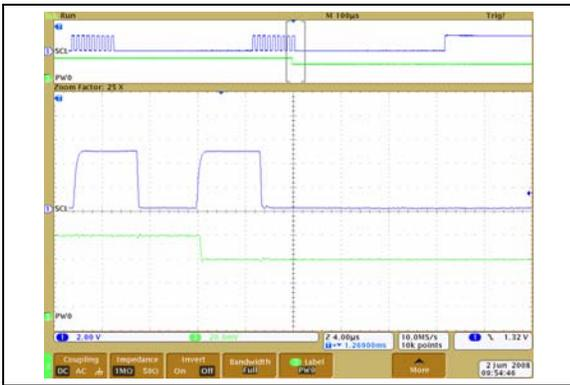 Run M 100µs Trig?
SCL
PW0
Zoom Factor: 25 X
SCL
PW0
1 2.00 V 20.0mV Z 4.00µs 10.0MS/s 1 1.32 V
1.26900ms 10k points
Coupling Impedance Invert Bandwidth Label More
DC AC 1MΩ 50Ω On Off Full PW0
2 Jun 2008
09:54:46